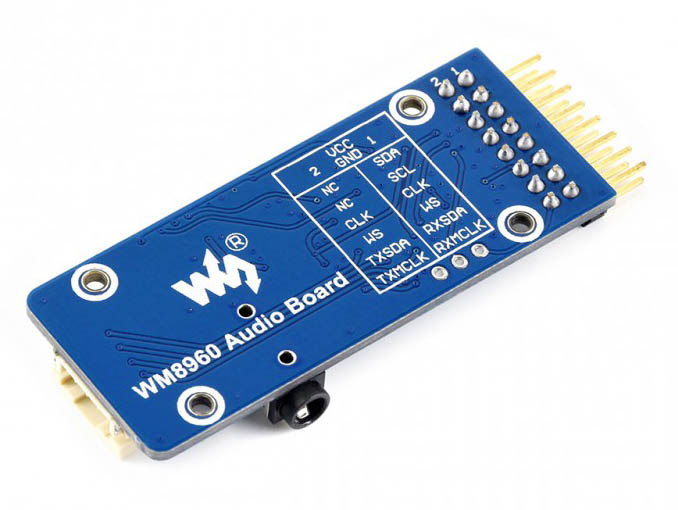 2 1
VCC
2 GND 1
NC SDA
NC SCL
CLK CLK
WS WS
TXSDA RXSDA
TXMCLK RXMCLK
®
WM8960 Audio Board